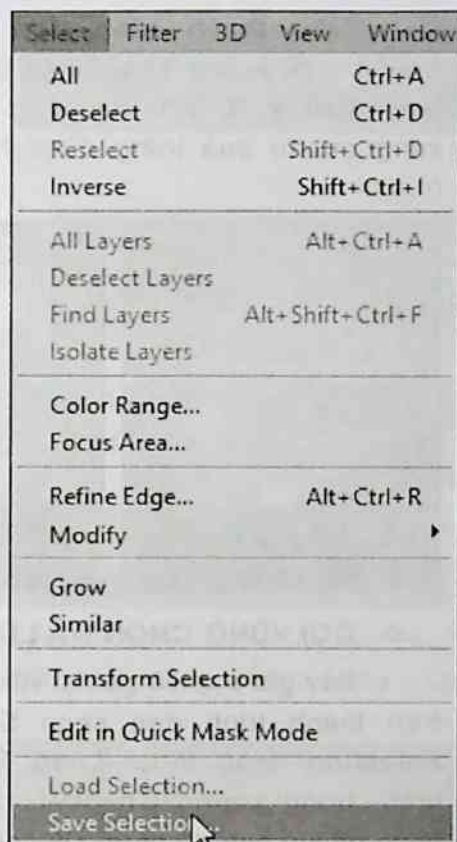 Select Filter 3D View Window
All Ctrl+A
Deselect Ctrl+D
Reselect Shift+Ctrl+D
Inverse Shift+Ctrl+I
All Layers Alt+Ctrl+A
Deselect Layers
Find Layers Alt+Shift+Ctrl+F
Isolate Layers
Color Range...
Focus Area...
Refine Edge... Alt+Ctrl+R
Modify
Grow
Similar
Transform Selection
Edit in Quick Mask Mode
Load Selection...
Save Selection...